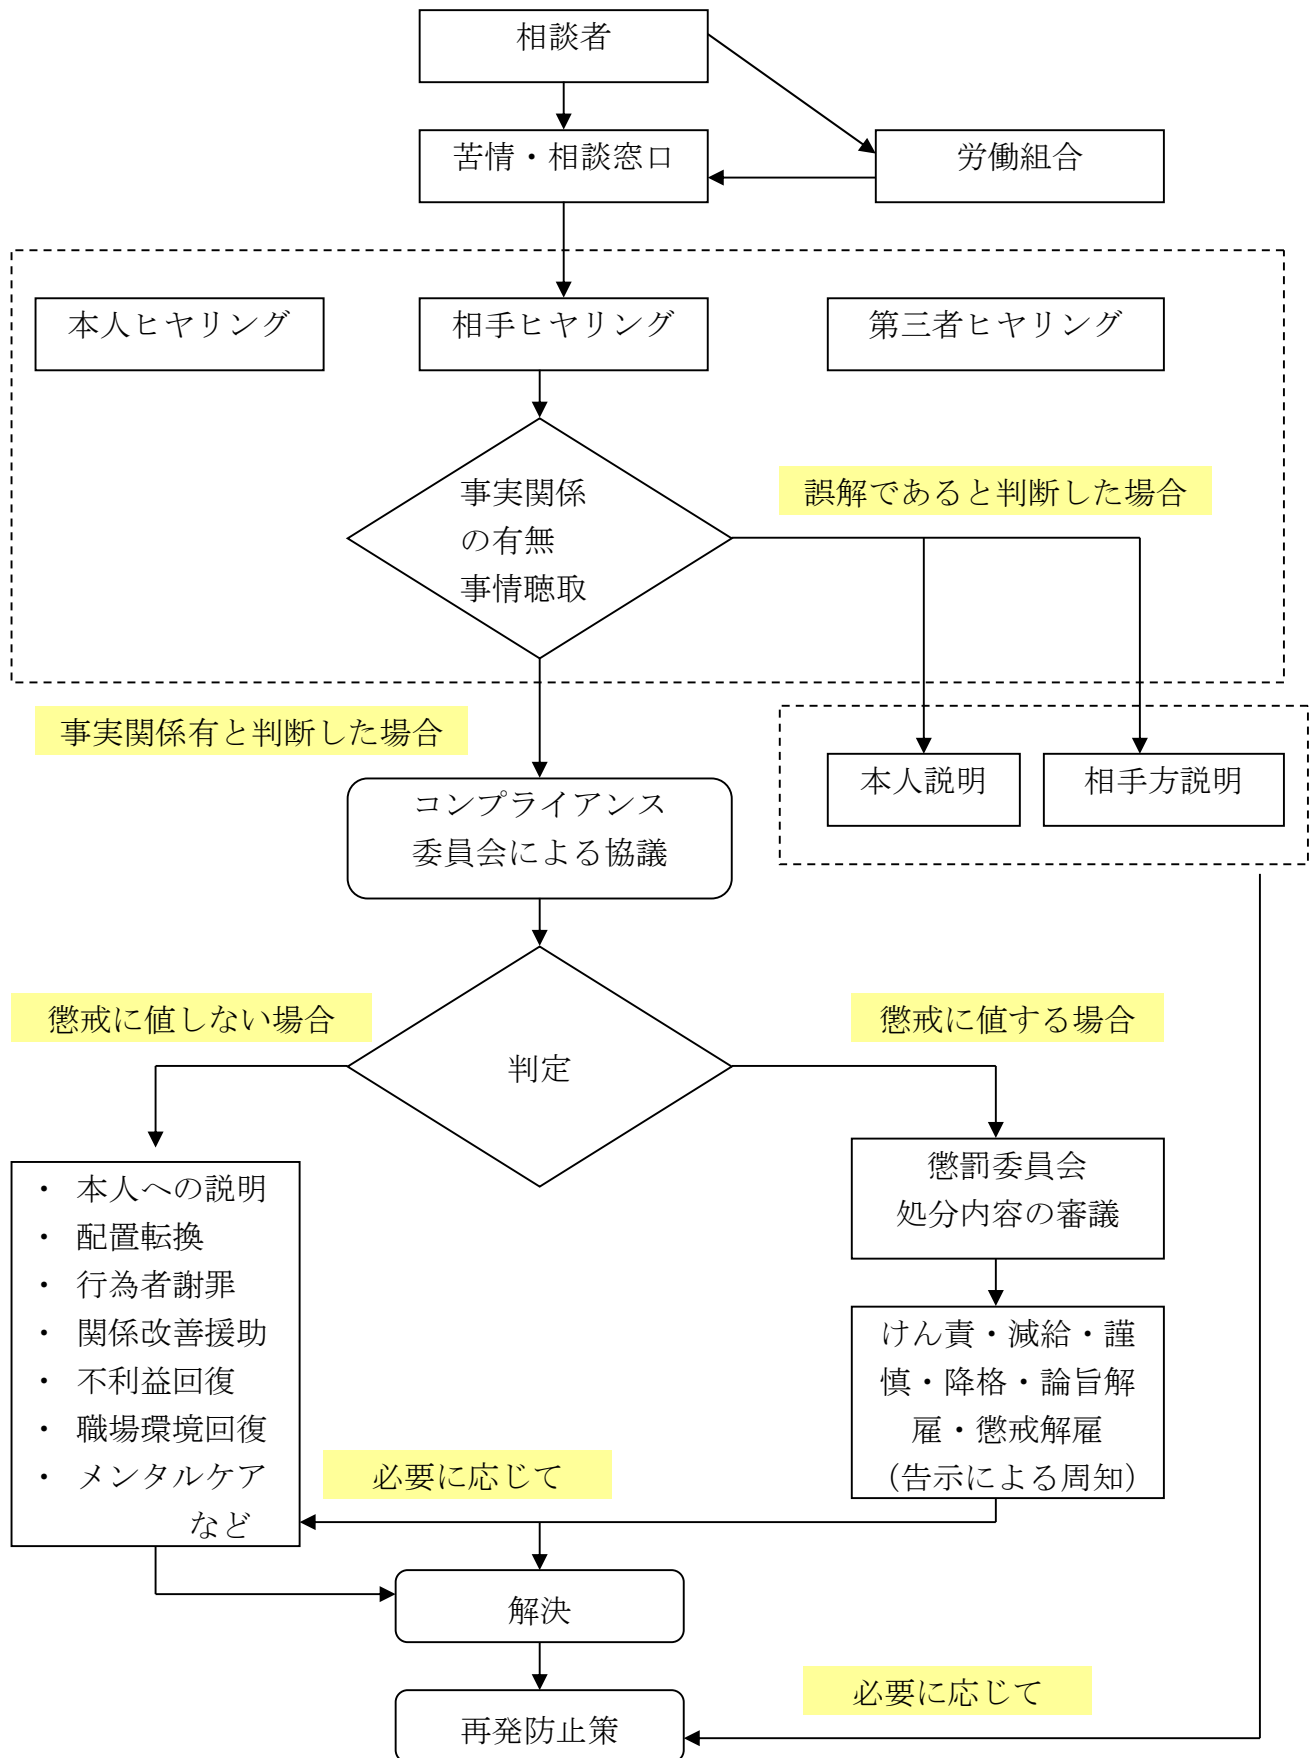 相談者
苦情・相談窓口
労働組合
本人ヒヤリング
相手ヒヤリング
第三者ヒヤリング
事実関係
の有無
事情聴取
誤解であると判断した場合
事実関係有と判断した場合
本人説明
相手方説明
コンプライアンス
委員会による協議
懲戒に値しない場合
懲戒に値する場合
判定
・ 本人への説明
・ 配置転換
・ 行為者謝罪
・ 関係改善援助
・ 不利益回復
・ 職場環境回復
・ メンタルケア
など
懲罰委員会
処分内容の審議
けん責・減給・謹
慎・降格・論旨解
雇・懲戒解雇
（告示による周知）
必要に応じて
解決
必要に応じて
再発防止策